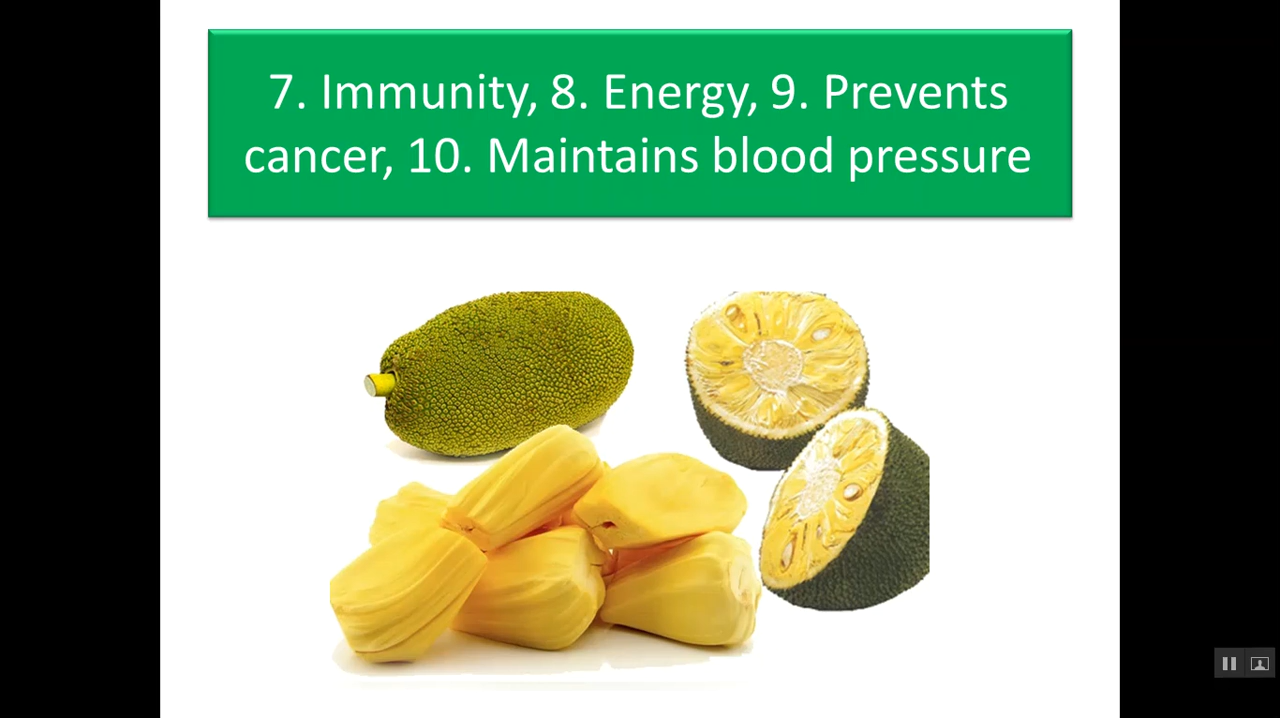 7. Immunity, 8. Energy, 9. Prevents
cancer, 10. Maintains blood pressure